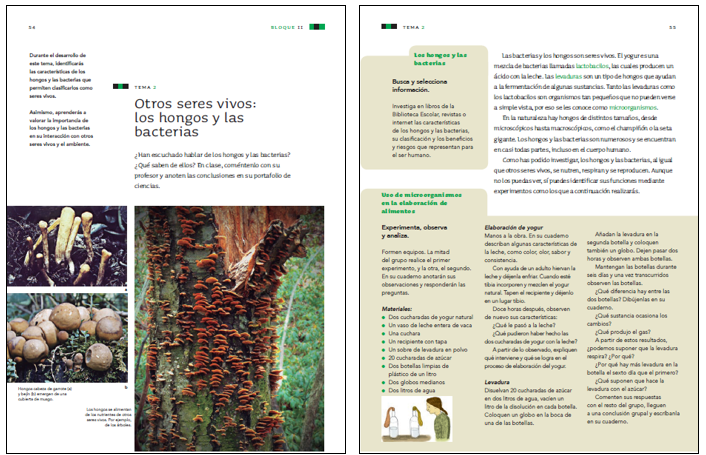 54
BLOQUE II
Durante el desarrollo de
este tema, identificarás
las características de los
hongos y las bacterias que
permiten clasificarlos como
seres vivos.
Asimismo, aprenderás a
valorar la importancia de
los hongos y las bacterias
en su interacción con otros
seres vivos y el ambiente.
TEMA 2
Otros seres vivos:
los hongos y las
bacterias
¿Han escuchado hablar de los hongos y las bacterias?
¿Qué saben de ellos? En clase, coméntenlo con su
profesor y anoten las conclusiones en su portafolio de
ciencias.
a
b
Hongos cabeza de garrote (a)
y bejín (b) emergen de una
cubierta de musgo.
Los hongos se alimentan
de los nutrientes de otros
seres vivos. Por ejemplo,
de los árboles.
TEMA 2
55
Los hongos y las
bacterias
Busca y selecciona
información.
Investiga en libros de la
Biblioteca Escolar, revistas o
internet las características
de los hongos y las bacterias,
su clasificación y los beneficios
y riesgos que representan para
el ser humano.
Las bacterias y los hongos son seres vivos. El yogur es una
mezcla de bacterias llamadas lactobacilos, las cuales producen un
ácido con la leche. Las levaduras son un tipo de hongos que ayudan
a la fermentación de algunas sustancias. Tanto las levaduras como
los lactobacilos son organismos tan pequeños que no pueden verse
a simple vista, por eso se les conoce como microorganismos.
En la naturaleza hay hongos de distintos tamaños, desde
microscópicos hasta macroscópicos, como el champiñón o la seta
gigante. Los hongos y las bacterias son numerosos y se encuentran
en casi todas partes, incluso en el cuerpo humano.
Como has podido investigar, los hongos y las bacterias, al igual
que otros seres vivos, se nutren, respiran y se reproducen. Aunque
no los puedas ver, sí puedes identificar sus funciones mediante
experimentos como los que a continuación realizarás.
Uso de microorganismos
en la elaboración de
alimentos
Experimenta, observa
y analiza.
Formen equipos. La mitad
del grupo realice el primer
experimento, y la otra, el segundo.
En su cuaderno anotarán sus
observaciones y responderán las
preguntas.
Materiales:
Dos cucharadas de yogur natural
Un vaso de leche entera de vaca
Una cuchara
Un recipiente con tapa
Un sobre de levadura en polvo
20 cucharadas de azúcar
Dos botellas limpias de
plástico de un litro
Dos globos medianos
Dos litros de agua
Elaboración de yogur
Manos a la obra. En su cuaderno
describan algunas características de
la leche, como color, olor, sabor y
consistencia.
Con ayuda de un adulto hiervan la
leche y déjenla enfriar. Cuando esté
tibia incorporen y mezclen el yogur
natural. Tapen el recipiente y déjenlo
en un lugar tibio.
Doce horas después, observen
de nuevo sus características:
¿Qué le pasó a la leche?
¿Qué pudieron haber hecho las
dos cucharadas de yogur con la leche?
A partir de lo observado, expliquen
qué interviene y qué se logra en el
proceso de elaboración del yogur.
Levadura
Disuelvan 20 cucharadas de azúcar
en dos litros de agua, vacíen un
litro de la disolución en cada botella.
Coloquen un globo en la boca de
una de las botellas.
Añadan la levadura en la
segunda botella y coloquen
también un globo. Dejen pasar dos
horas y observen ambas botellas.
Mantengan las botellas durante
seis días y una vez transcurridos
observen las botellas.
¿Qué diferencia hay entre las
dos botellas? Dibújenlas en su
cuaderno.
¿Qué sustancia ocasiona los
cambios?
¿Qué produjo el gas?
A partir de estos resultados,
¿podemos suponer que la levadura
respira? ¿Por qué?
¿Por qué hay más levadura en la
botella el sexto día que el primero?
¿Qué suponen que hace la
levadura con el azúcar?
Comenten sus respuestas
con el resto del grupo, lleguen
a una conclusión grupal y escríbanla
en su cuaderno.